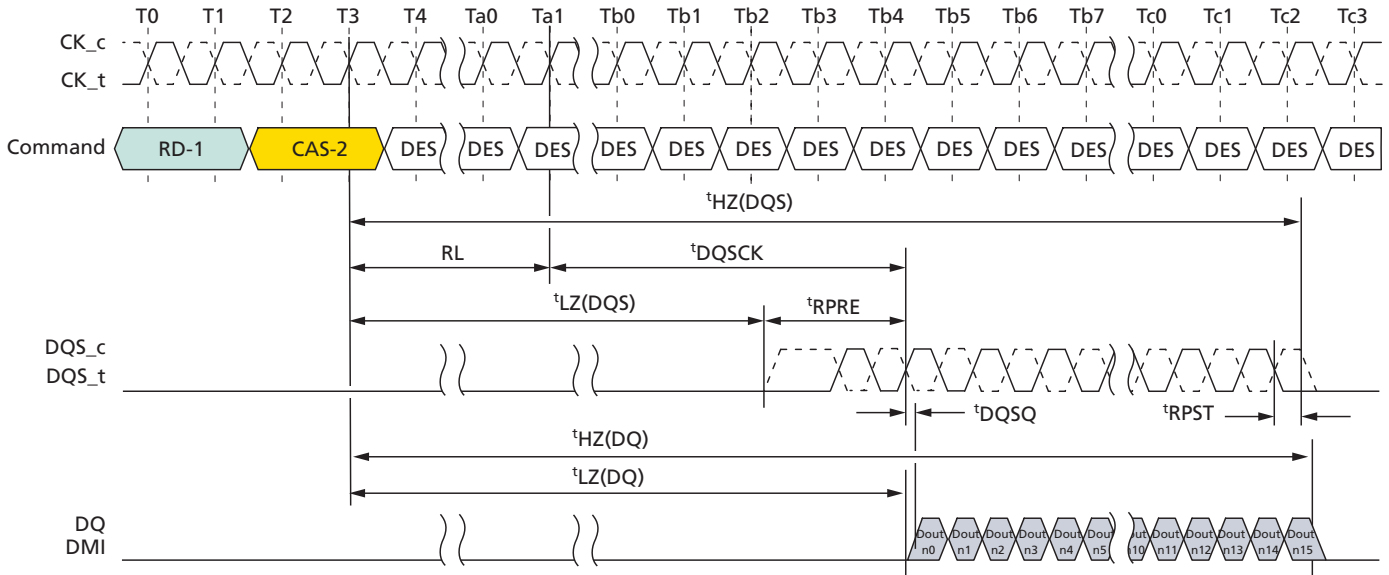 T0 T1 T2 T3 T4 Ta0 Ta1 Tb0 Tb1 Tb2 Tb3 Tb4 Tb5 Tb6 Tb7 Tc0 Tc1 Tc2 Tc3
CK_c
CK_t
Command RD-1 CAS-2 DES DES DES DES DES DES DES DES DES DES DES DES DES DES DES
tHZ(DQS)
RL tDQSCK
tLZ(DQS) tRPRE
DQS_c
DQS_t
tDQSQ tRPST
tHZ(DQ)
tLZ(DQ)
DQ
DMI
Dout Dout Dout Dout Dout Dout Dout Dout Dout Dout Dout Dout
n0 n1 n2 n3 n4 n5 n10 n11 n12 n13 n14 n15